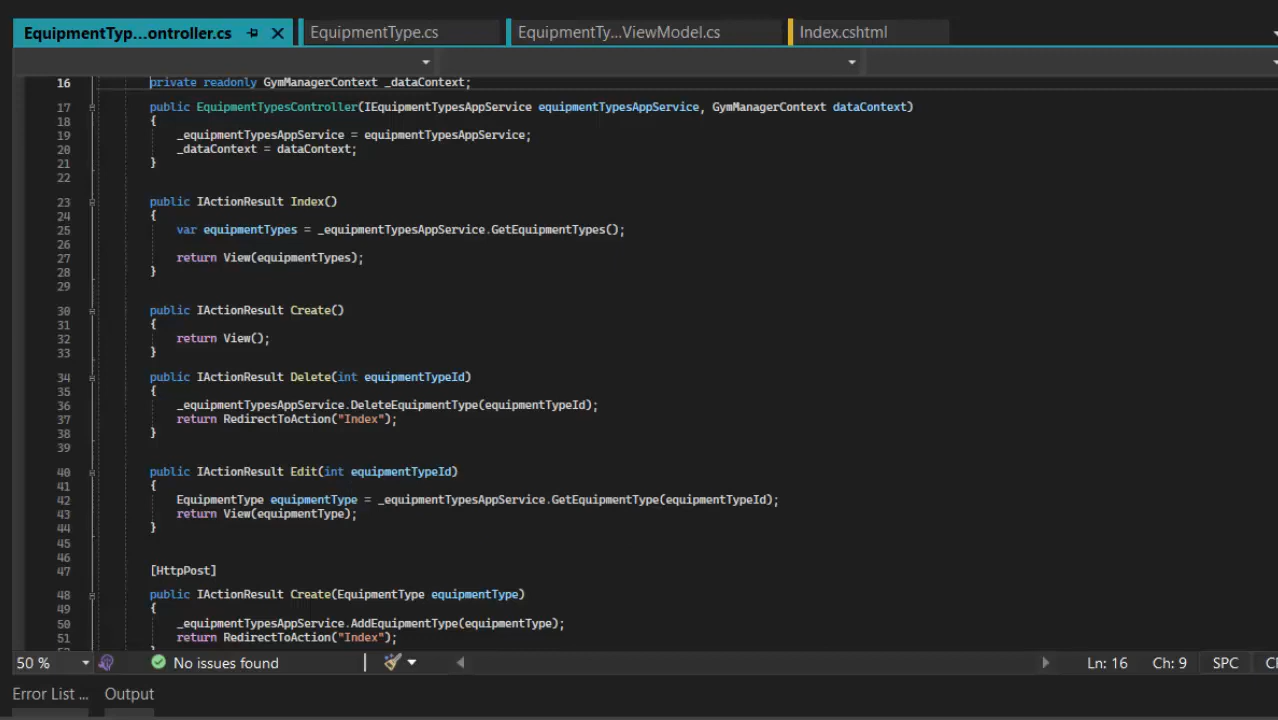 EquipmentTyp...ontroller.cs
EquipmentType.cs
EquipmentTy...ViewModel.cs
Index.cshtml
16 private readonly GymManagerContext _dataContext;
17 public EquipmentTypesController(IEquipmentTypesAppService equipmentTypesAppService, GymManagerContext dataContext)
18 {
19 _equipmentTypesAppService = equipmentTypesAppService;
20 _dataContext = dataContext;
21 }
22
23 public IActionResult Index()
24 {
25 var equipmentTypes = _equipmentTypesAppService.GetEquipmentTypes();
26
27 return View(equipmentTypes);
28 }
29
30 public IActionResult Create()
31 {
32 return View();
33 }
34 public IActionResult Delete(int equipmentTypeId)
35 {
36 _equipmentTypesAppService.DeleteEquipmentType(equipmentTypeId);
37 return RedirectToAction("Index");
38 }
39
40 public IActionResult Edit(int equipmentTypeId)
41 {
42 EquipmentType equipmentType = _equipmentTypesAppService.GetEquipmentType(equipmentTypeId);
43 return View(equipmentType);
44 }
45
46
47 [HttpPost]
48 public IActionResult Create(EquipmentType equipmentType)
49 {
50 _equipmentTypesAppService.AddEquipmentType(equipmentType);
51 return RedirectToAction("Index");
50 % No issues found Ln: 16 Ch: 9 SPC
Error List ... Output